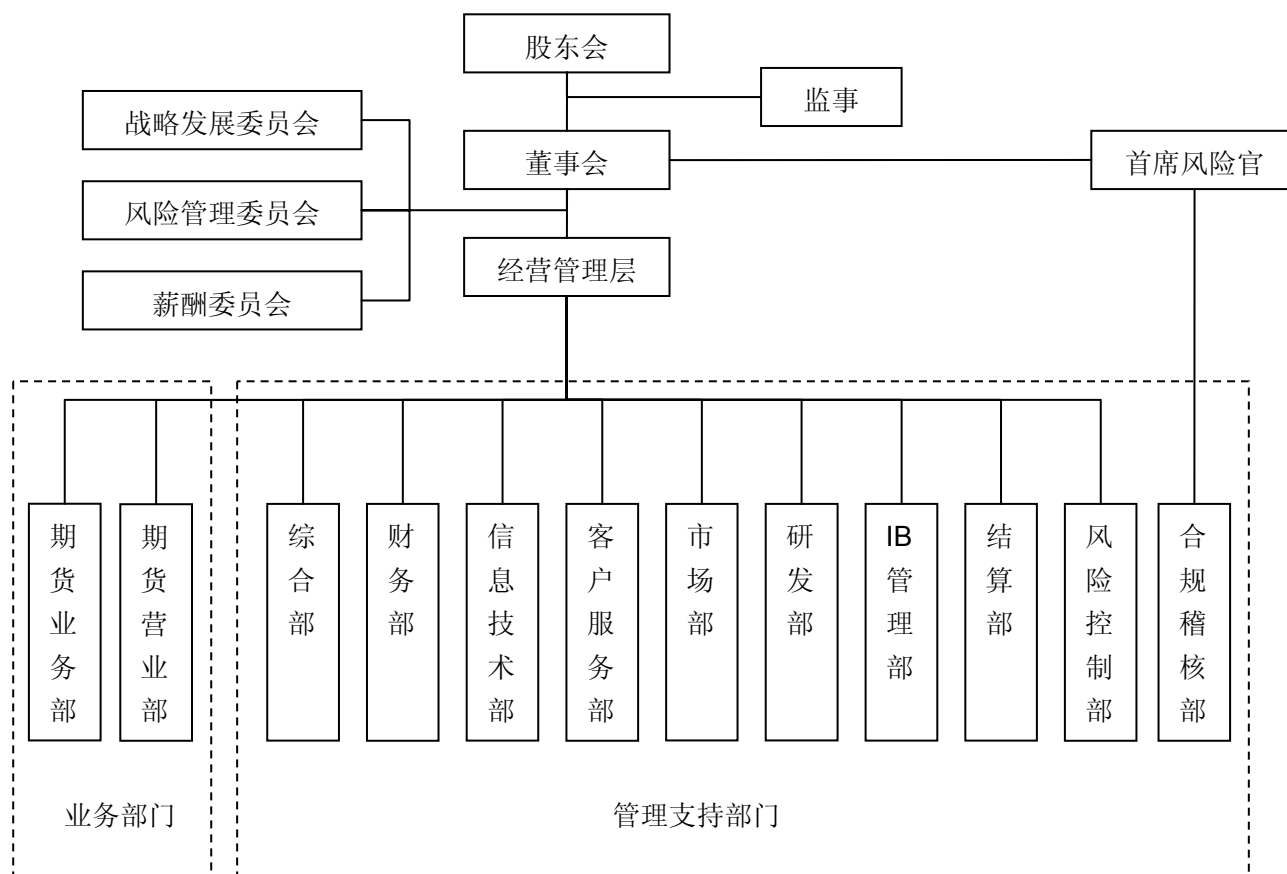 股东会
监事
战略发展委员会
董事会
首席风险官
风险管理委员会
经营管理层
薪酬委员会
期货业务部
期货营业部
综合部
财务部
信息技术部
客户服务部
市场部
研发部
IB管理部
结算部
风险控制部
合规稽核部
业务部门
管理支持部门